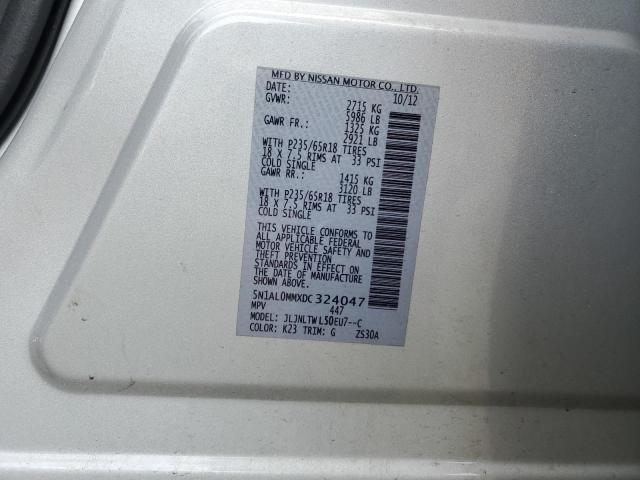 MFD BY NISSAN MOTOR CO., LTD.
DATE: 10/12
GVWR: 2715 KG
5986 LB
GAWR FR.: 1325 KG
2921 LB
WITH P235/65R18 TIRES
18 X 7.5 RIMS AT 33 PSI
COLD SINGLE
GAWR RR.: 1415 KG
3120 LB
WITH P235/65R18 TIRES
18 X 7.5 RIMS AT 33 PSI
COLD SINGLE
THIS VEHICLE CONFORMS TO
ALL APPLICABLE FEDERAL
MOTOR VEHICLE SAFETY AND
THEFT PREVENTION
STANDARDS IN EFFECT ON
THE DATE OF MANUFACTURE
SHOWN ABOVE.
5N1AL0MMXDC324047
MPV 447
MODEL: JLJNLTWL50EU7--C
COLOR: K23 TRIM: G ZS30A